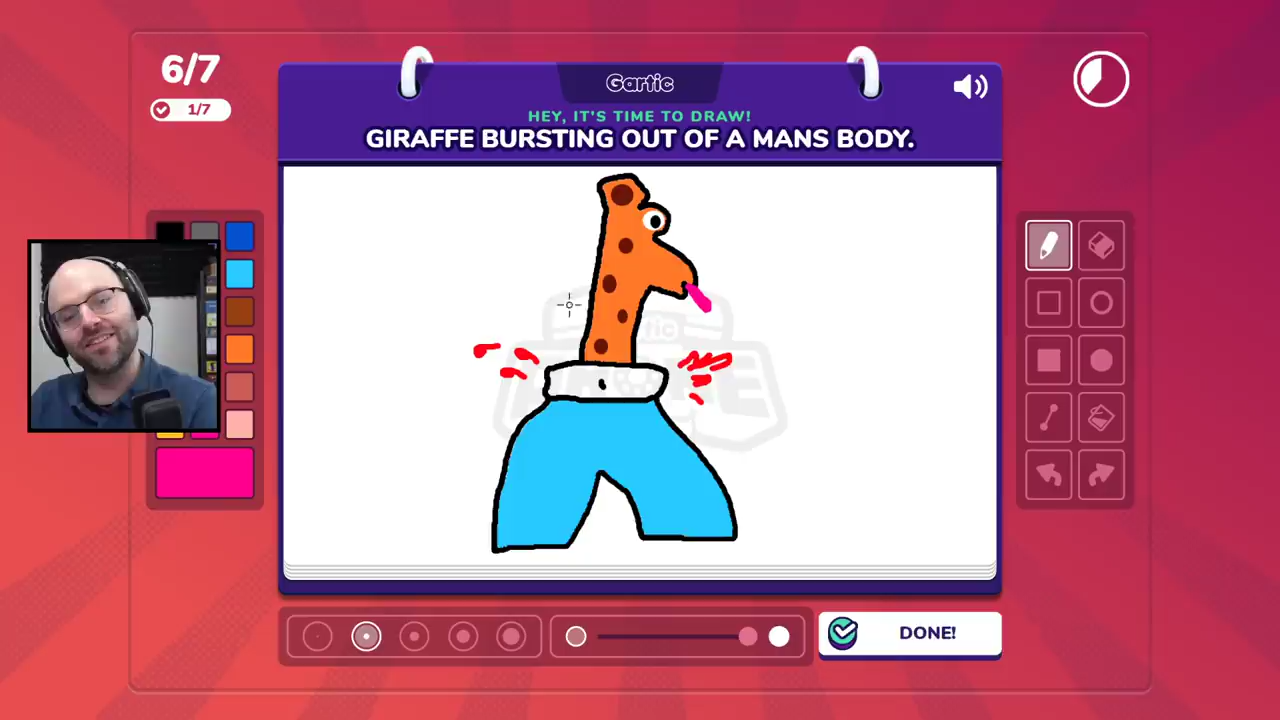 6/7
1/7
Gartic
HEY, IT'S TIME TO DRAW!
GIRAFFE BURSTING OUT OF A MANS BODY.
DONE!